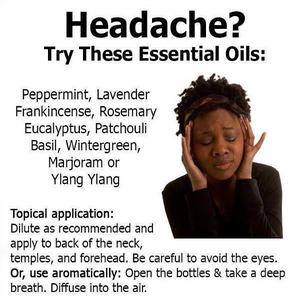 Headache?
Try These Essential Oils:
Peppermint, Lavender
Frankincense, Rosemary
Eucalyptus, Patchouli
Basil, Wintergreen,
Marjoram or
Ylang Ylang
Topical application:
Dilute as recommended and
apply to back of the neck,
temples, and forehead. Be careful to avoid the eyes.
Or, use aromatically: Open the bottles & take a deep
breath. Diffuse into the air.